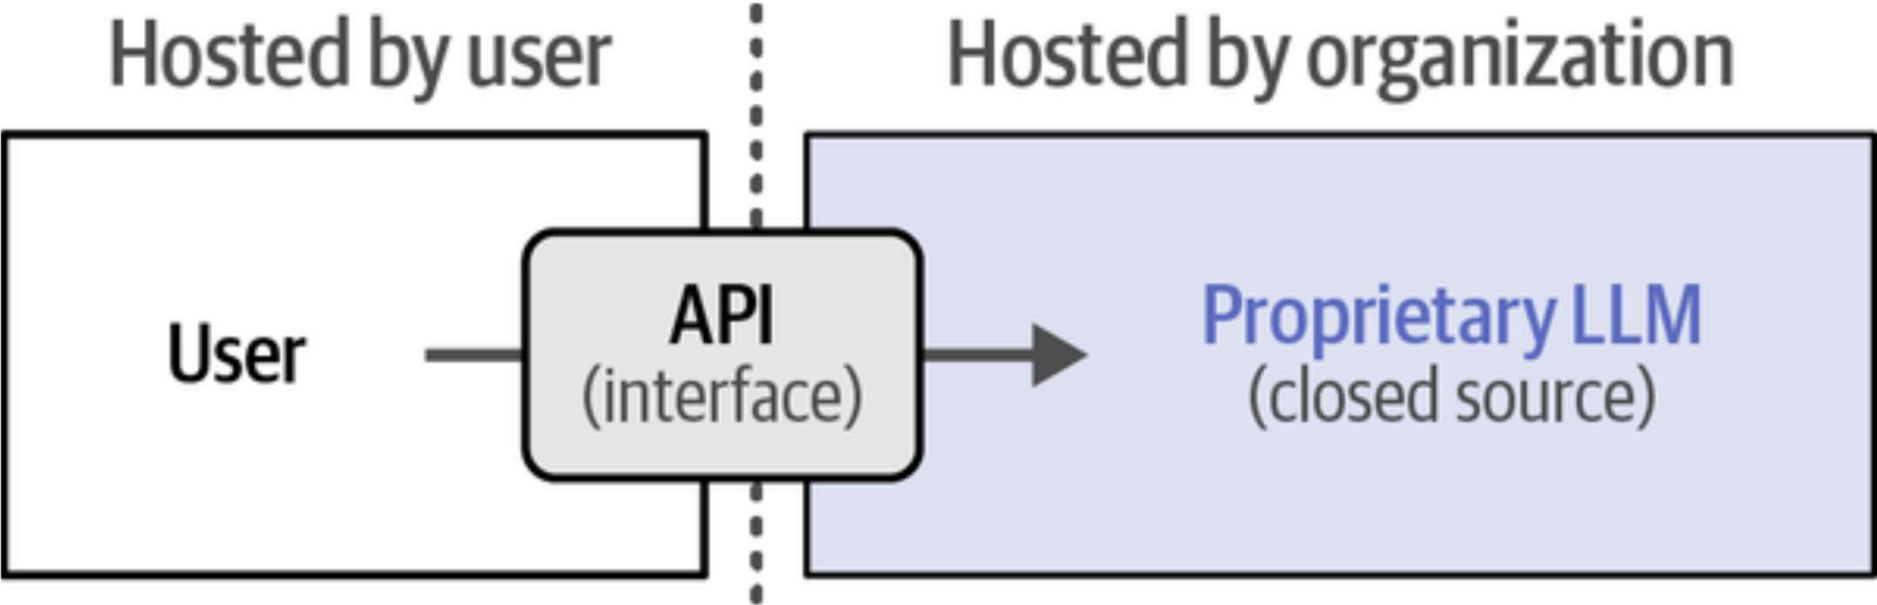 Hosted by user
Hosted by organization
User
API
(interface)
Proprietary LLM
(closed source)